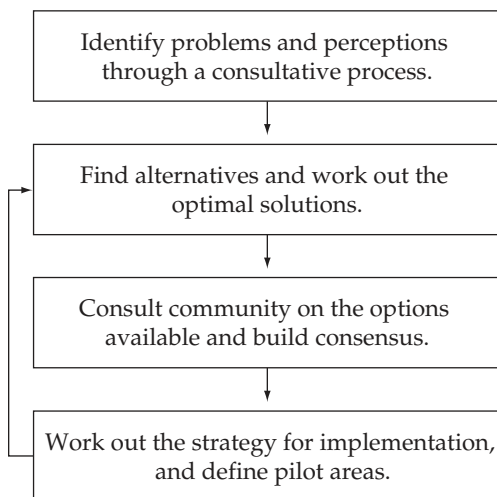 Identify problems and perceptions
through a consultative process.
Find alternatives and work out the
optimal solutions.
Consult community on the options
available and build consensus.
Work out the strategy for implementation,
and define pilot areas.